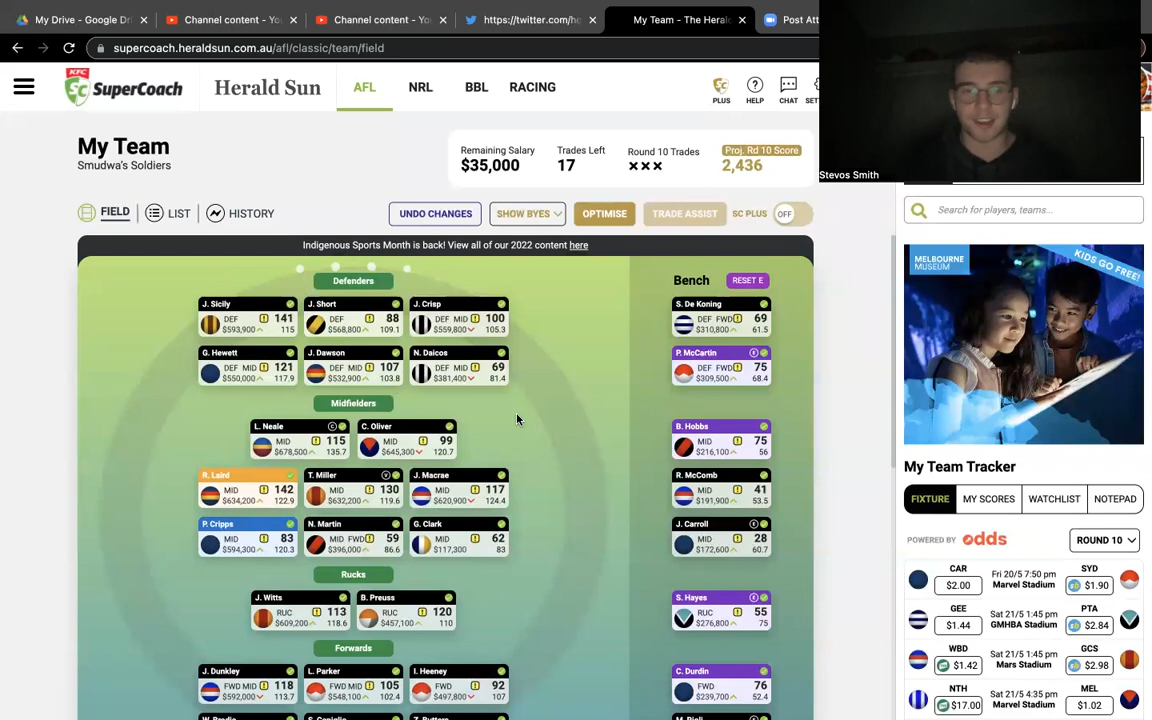 My Drive - Google Dri
Channel content - You
Channel content - You
https://twitter.com/he
My Team - The Heral
Post Att
supercoach.heraldsun.com.au/afl/classic/team/field
KFC SC SUPERCOACH
Herald Sun
AFL
NRL
BBL
RACING
SC PLUS
HELP
CHAT
Stevos Smith
My Team
Smudwa's Soldiers
Remaining Salary
$35,000
Trades Left
17
Round 10 Trades
×××
Proj. Rd 10 Score
2,436
FIELD
LIST
HISTORY
UNDO CHANGES
SHOW BYES
OPTIMISE
TRADE ASSIST
SC PLUS OFF
Search for players, teams...
Indigenous Sports Month is back! View all of our 2022 content here
Defenders
Bench
RESET E
J. Sicily
DEF 141
$593,900 115
J. Short
DEF 88
$568,800 109.1
J. Crisp
DEF MID 100
$559,800 105.3
S. De Koning
DEF FWD 69
$310,800 61.5
G. Hewett
DEF MID 121
$550,000 117.9
J. Dawson
DEF MID 107
$532,900 103.8
N. Daicos
DEF MID 69
$381,400 81.4
P. McCartin E
DEF FWD 75
$309,500 68.4
Midfielders
L. Neale C
MID 115
$678,500 135.7
C. Oliver
MID 99
$645,300 120.7
B. Hobbs
MID 75
$216,100 56
R. Laird
MID 142
$634,200 122.9
T. Miller V
MID 130
$632,200 119.6
J. Macrae
MID 117
$620,900 124.4
R. McComb
MID 41
$191,900 53.5
P. Cripps
MID 83
$594,300 120.3
N. Martin
MID FWD 59
$396,000 86.6
G. Clark
MID 62
$117,300 83
J. Carroll E
MID 28
$172,600 60.7
Rucks
J. Witts
RUC 113
$609,200 118.6
B. Preuss
RUC 120
$457,100 110
S. Hayes E
RUC 55
$276,800 75
Forwards
J. Dunkley
FWD MID 118
$592,000 113.7
L. Parker
FWD MID 105
$548,100 102.4
I. Heeney
FWD 92
$497,800 107
C. Durdin
FWD 76
$239,700 52.4
MELBOURNE
MUSEUM
KIDS GO FREE!
My Team Tracker
FIXTURE
MY SCORES
WATCHLIST
NOTEPAD
POWERED BY odds
ROUND 10
CAR
$2.00
Fri 20/5 7:50 pm
Marvel Stadium
SYD
$1.90
GEE
$1.44
Sat 21/5 1:45 pm
GMHBA Stadium
PTA
$2.84
WBD
$1.42
Sat 21/5 1:45 pm
Mars Stadium
GCS
$2.98
NTH
$17.00
Sat 21/5 4:35 pm
Marvel Stadium
MEL
$1.02